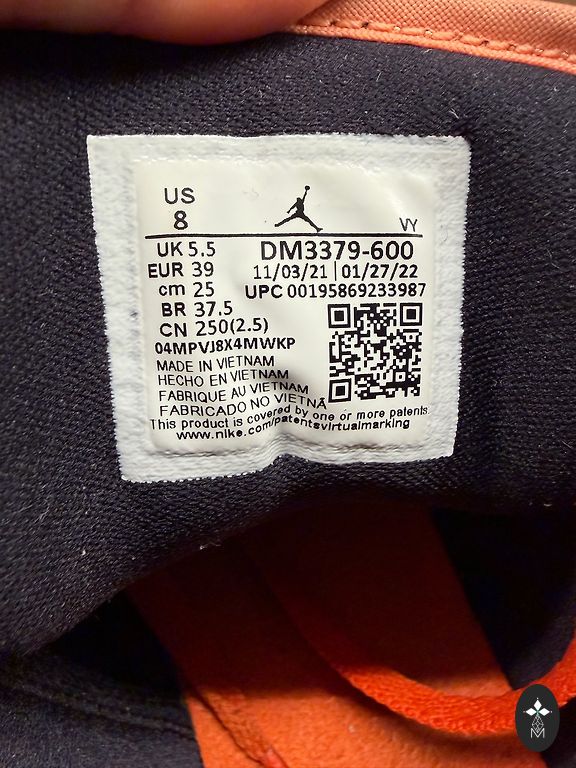 US
8
VY
UK 5.5
DM3379-600
EUR 39
11/03/21 | 01/27/22
cm 25
UPC 00195869233987
BR 37.5
CN 250(2.5)
04MPVJ8X4MWKP
MADE IN VIETNAM
HECHO EN VIETNAM
FABRIQUE AU VIETNAM
FABRICADO NO VIETNÃ
This product is covered by one or more patents.
www.nike.com/patentsvirtualmarking
M